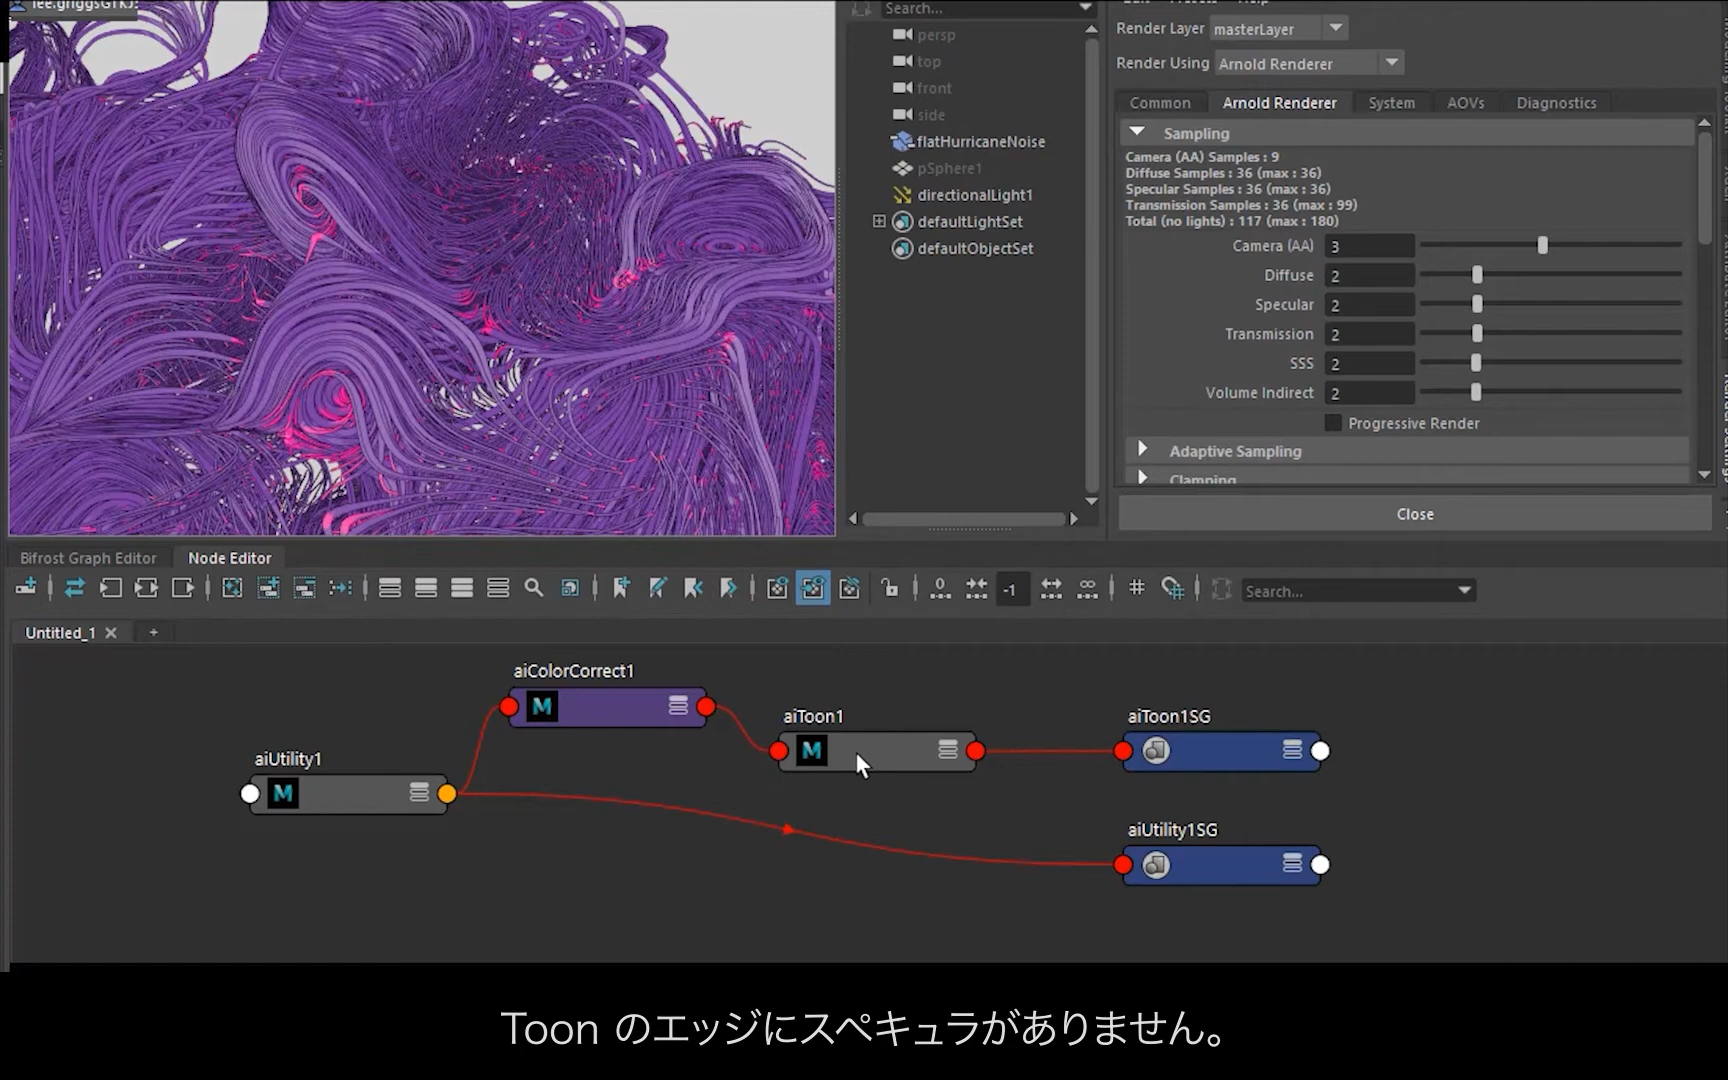 Search...
persp
top
front
side
flatHurricaneNoise
pSphere1
directionalLight1
defaultLightSet
defaultObjectSet
Render Layer masterLayer
Render Using Arnold Renderer
Common Arnold Renderer System AOVs Diagnostics
Sampling
Camera (AA) Samples : 9
Diffuse Samples : 36 (max : 36)
Specular Samples : 36 (max : 36)
Transmission Samples : 36 (max : 99)
Total (no lights) : 117 (max : 180)
Camera (AA) 3
Diffuse 2
Specular 2
Transmission 2
SSS 2
Volume Indirect 2
Progressive Render
Adaptive Sampling
Clamping
Close
Bifrost Graph Editor Node Editor
-1 Search...
Untitled_1
aiColorCorrect1
M
aiToon1
M
aiToon1SG
aiUtility1
M
aiUtility1SG
Toon のエッジにスペキュラがありません。